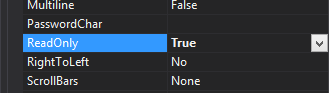 Multiline False
PasswordChar
ReadOnly True
RightToLeft No
ScrollBars None